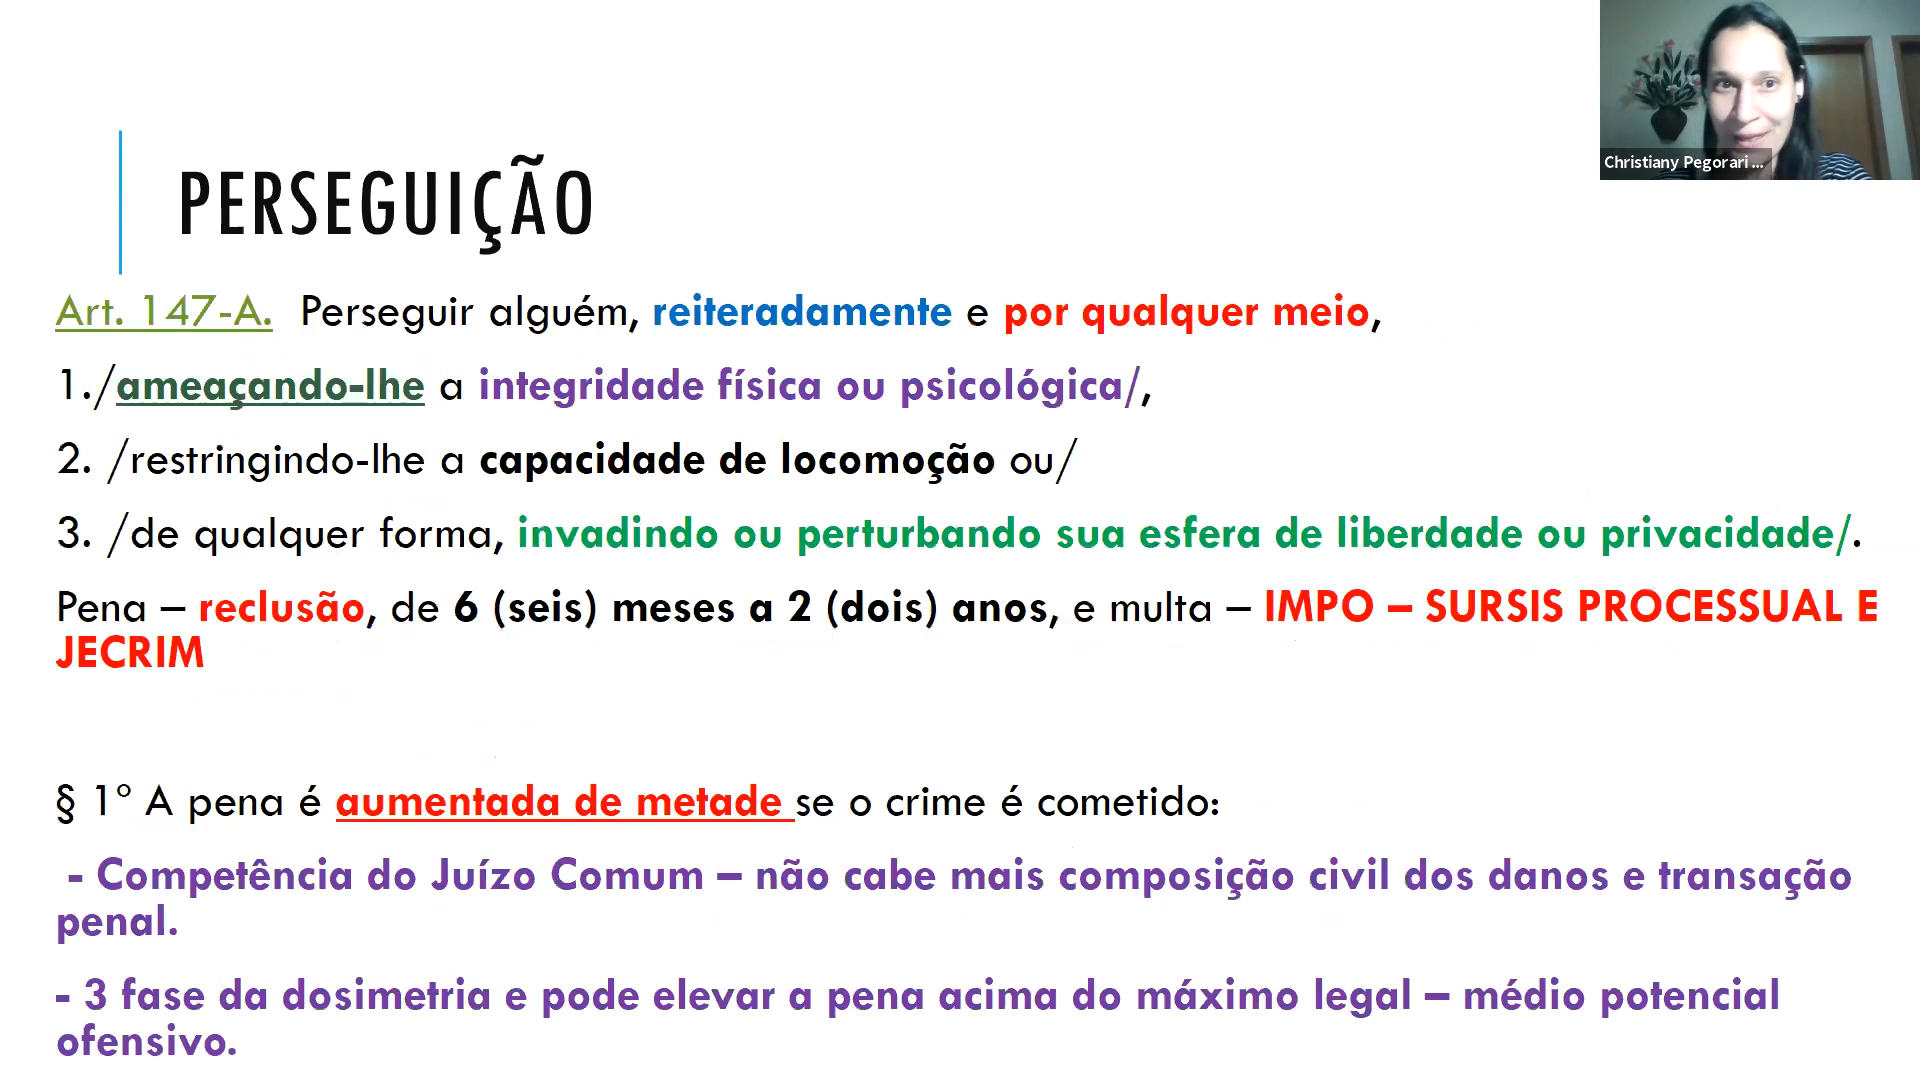 Christiany Pegorari ...
PERSEGUIÇÃO
Art. 147-A. Perseguir alguém, reiteradamente e por qualquer meio,
1./ameaçando-lhe a integridade física ou psicológica/,
2. /restringindo-lhe a capacidade de locomoção ou/
3. /de qualquer forma, invadindo ou perturbando sua esfera de liberdade ou privacidade/.
Pena – reclusão, de 6 (seis) meses a 2 (dois) anos, e multa – IMPO – SURSIS PROCESSUAL E
JECRIM
§ 1º A pena é aumentada de metade se o crime é cometido:
- Competência do Juízo Comum – não cabe mais composição civil dos danos e transação
penal.
- 3 fase da dosimetria e pode elevar a pena acima do máximo legal – médio potencial
ofensivo.